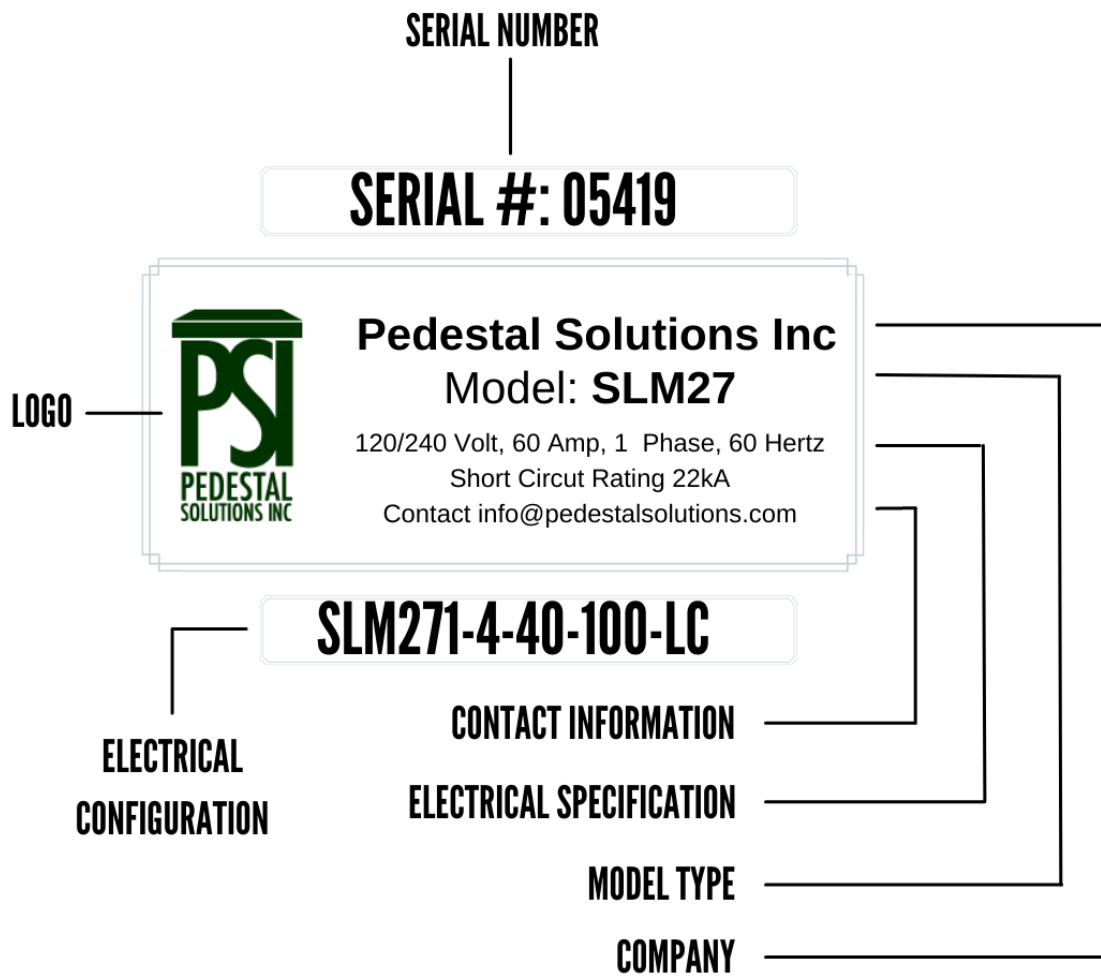 SERIAL NUMBER
SERIAL #: 05419
PSI
PEDESTAL
SOLUTIONS INC
Pedestal Solutions Inc
Model: SLM27
120/240 Volt, 60 Amp, 1  Phase, 60 Hertz
Short Circut Rating 22kA
Contact info@pedestalsolutions.com
LOGO
SLM271-4-40-100-LC
ELECTRICAL
CONFIGURATION
CONTACT INFORMATION
ELECTRICAL SPECIFICATION
MODEL TYPE
COMPANY